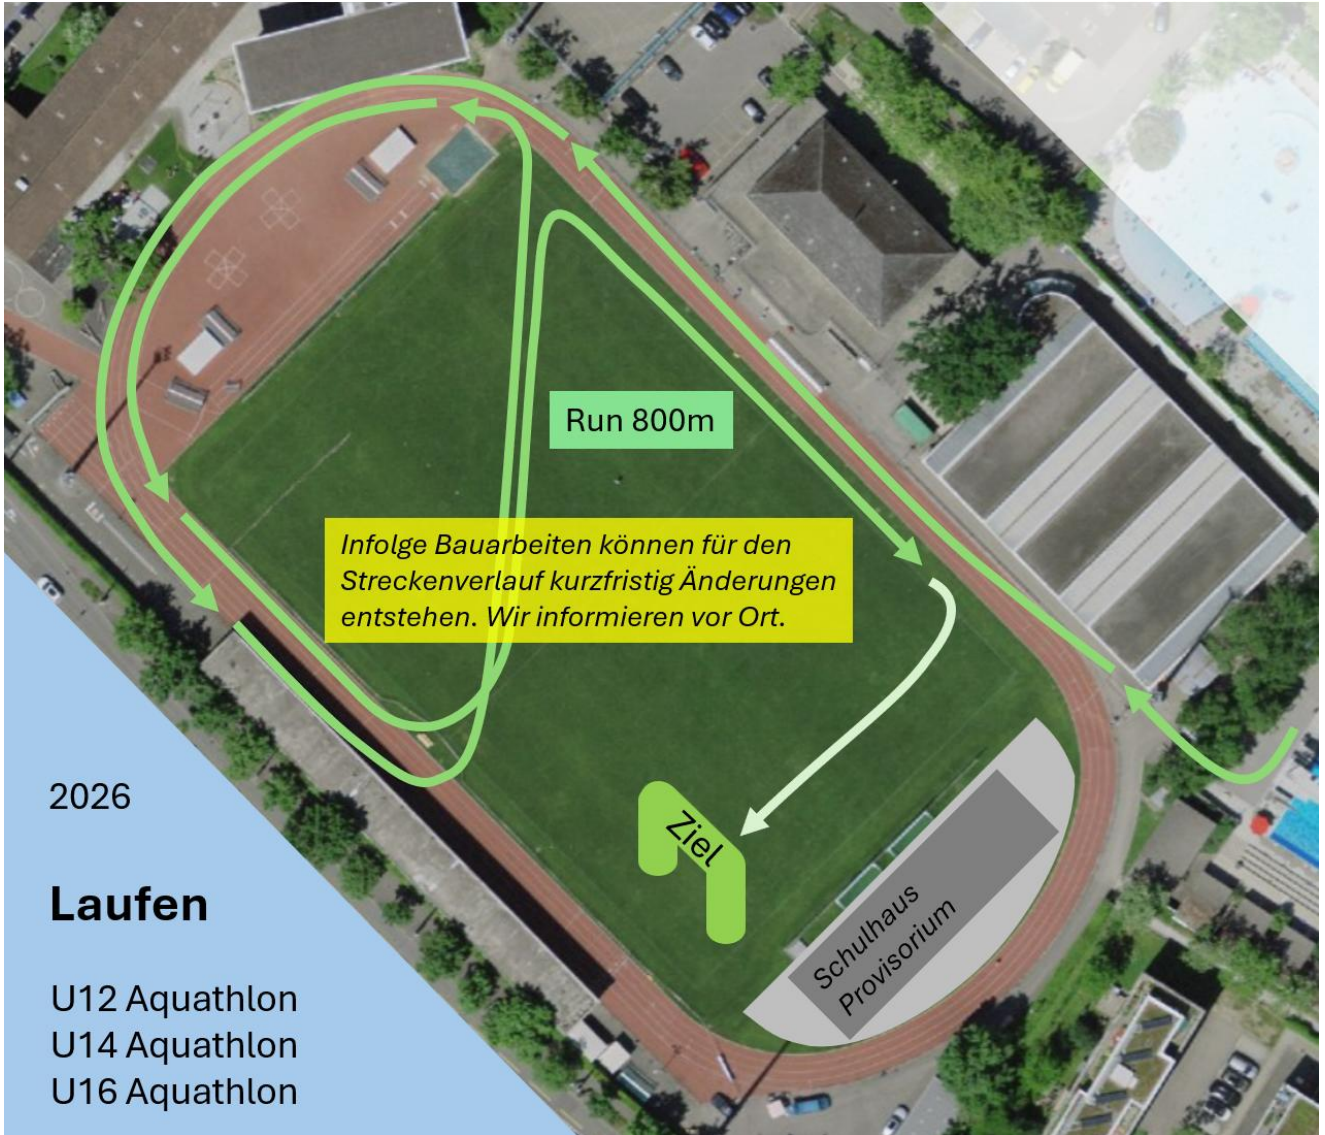 Run 800m
Infolge Bauarbeiten können für den
Streckenverlauf kurzfristig Änderungen
entstehen. Wir informieren vor Ort.
Ziel
Schulhaus
Provisorium
2026
Laufen
U12 Aquathlon
U14 Aquathlon
U16 Aquathlon